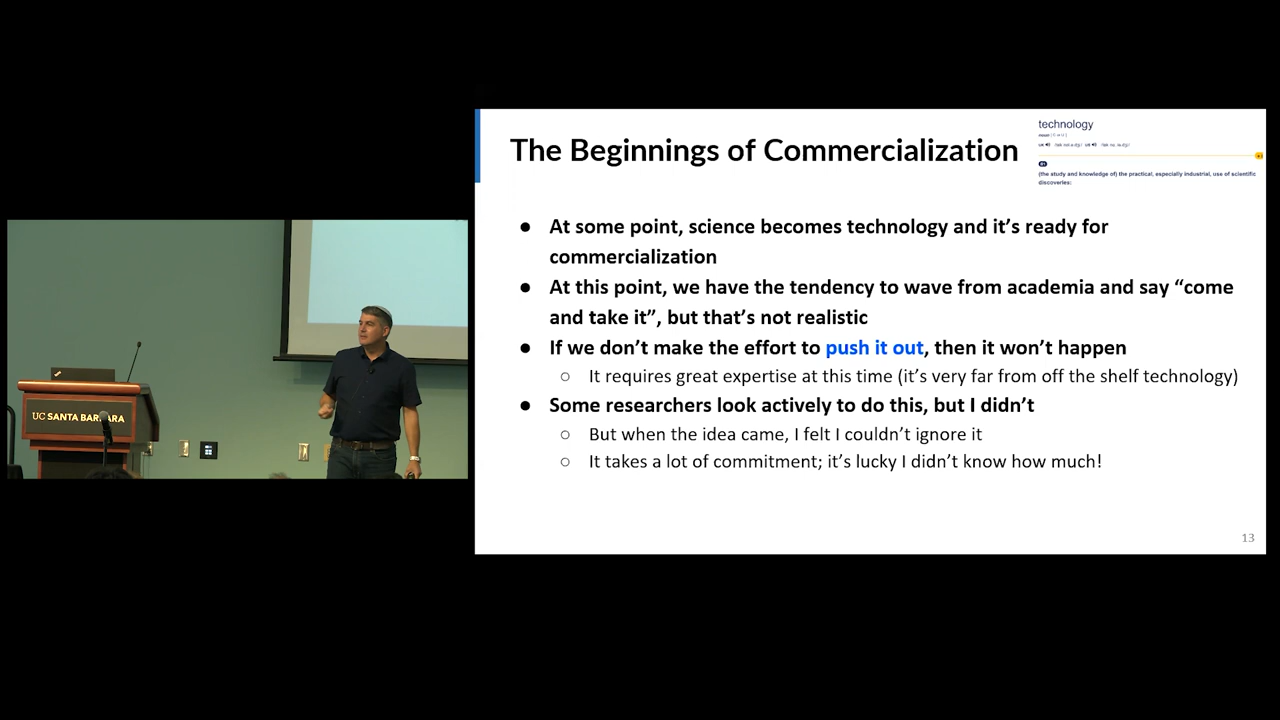 UC SANTA BARBARA
The Beginnings of Commercialization
technology
noun
UK
US
(the study and knowledge of) the practical, especially industrial, use of scientific
discoveries:
● At some point, science becomes technology and it’s ready for
commercialization
● At this point, we have the tendency to wave from academia and say “come
and take it”, but that’s not realistic
● If we don’t make the effort to push it out, then it won’t happen
○ It requires great expertise at this time (it’s very far from off the shelf technology)
● Some researchers look actively to do this, but I didn’t
○ But when the idea came, I felt I couldn’t ignore it
○ It takes a lot of commitment; it’s lucky I didn’t know how much!
13